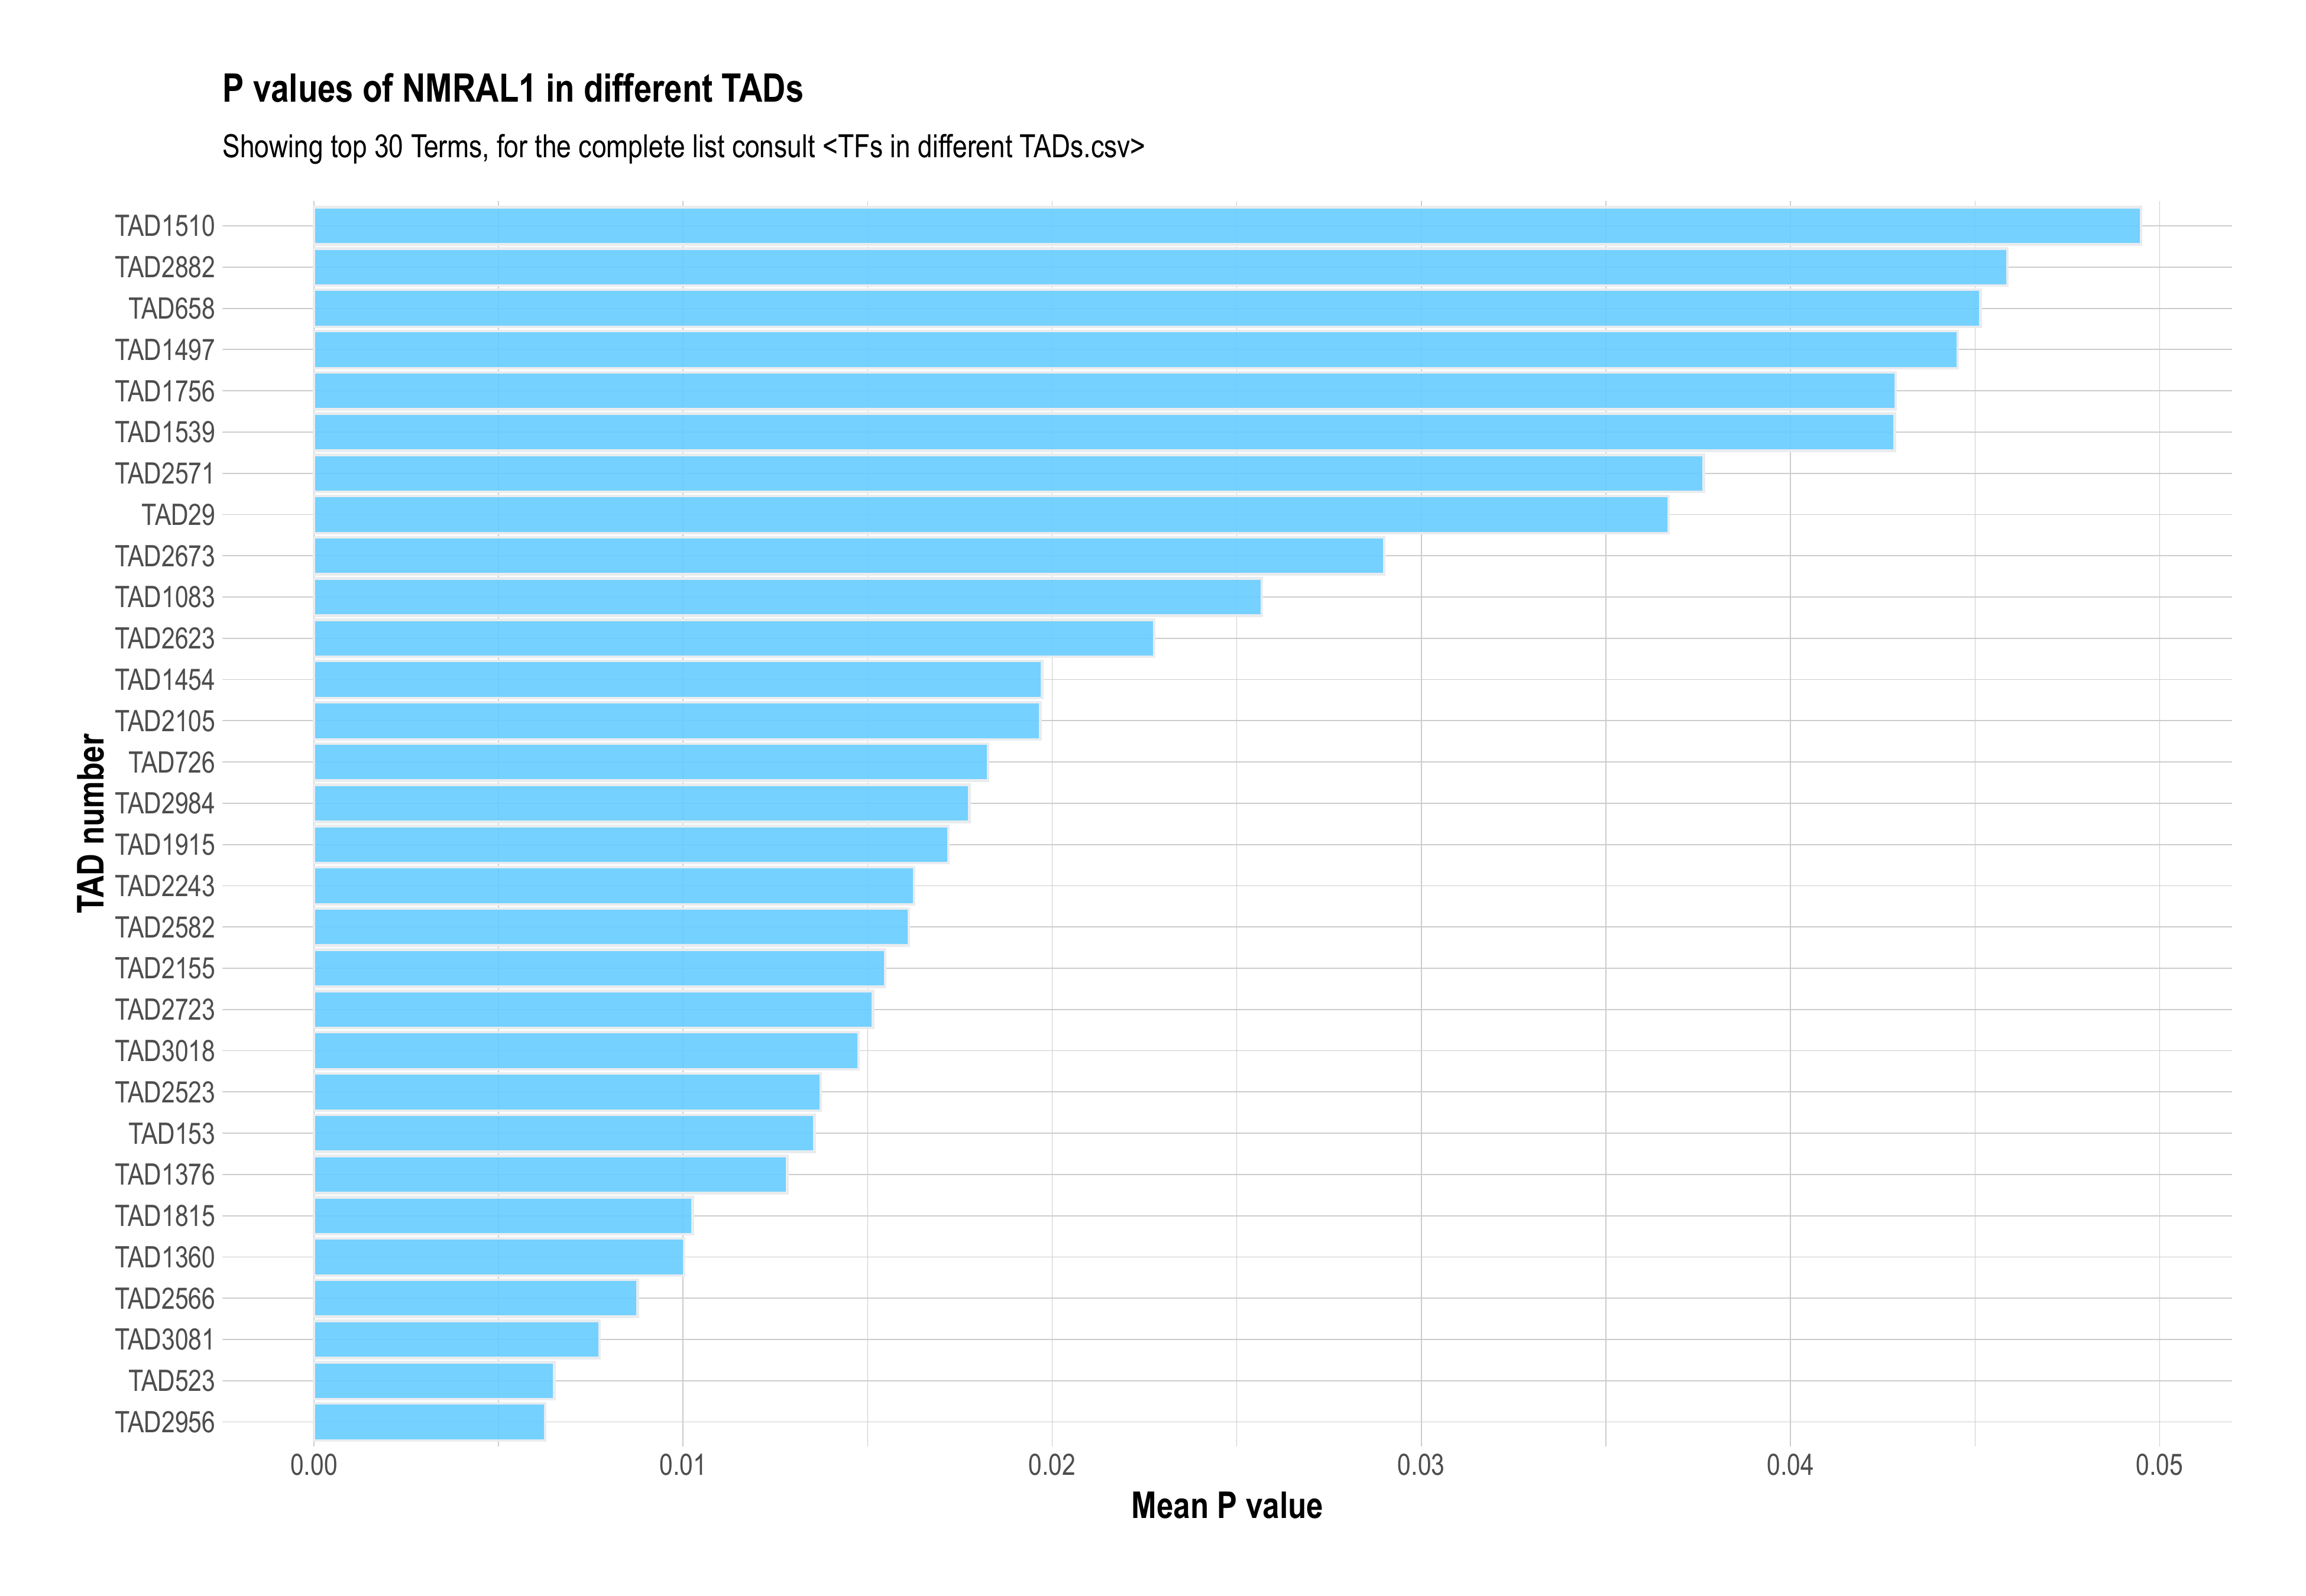 P values of NMRAL1 in different TADs
Showing top 30 Terms, for the complete list consult <TFs in different TADs.csv>
TAD number
TAD1510
TAD2882
TAD658
TAD1497
TAD1756
TAD1539
TAD2571
TAD29
TAD2673
TAD1083
TAD2623
TAD1454
TAD2105
TAD726
TAD2984
TAD1915
TAD2243
TAD2582
TAD2155
TAD2723
TAD3018
TAD2523
TAD153
TAD1376
TAD1815
TAD1360
TAD2566
TAD3081
TAD523
TAD2956
0.00 0.01 0.02 0.03 0.04 0.05
Mean P value